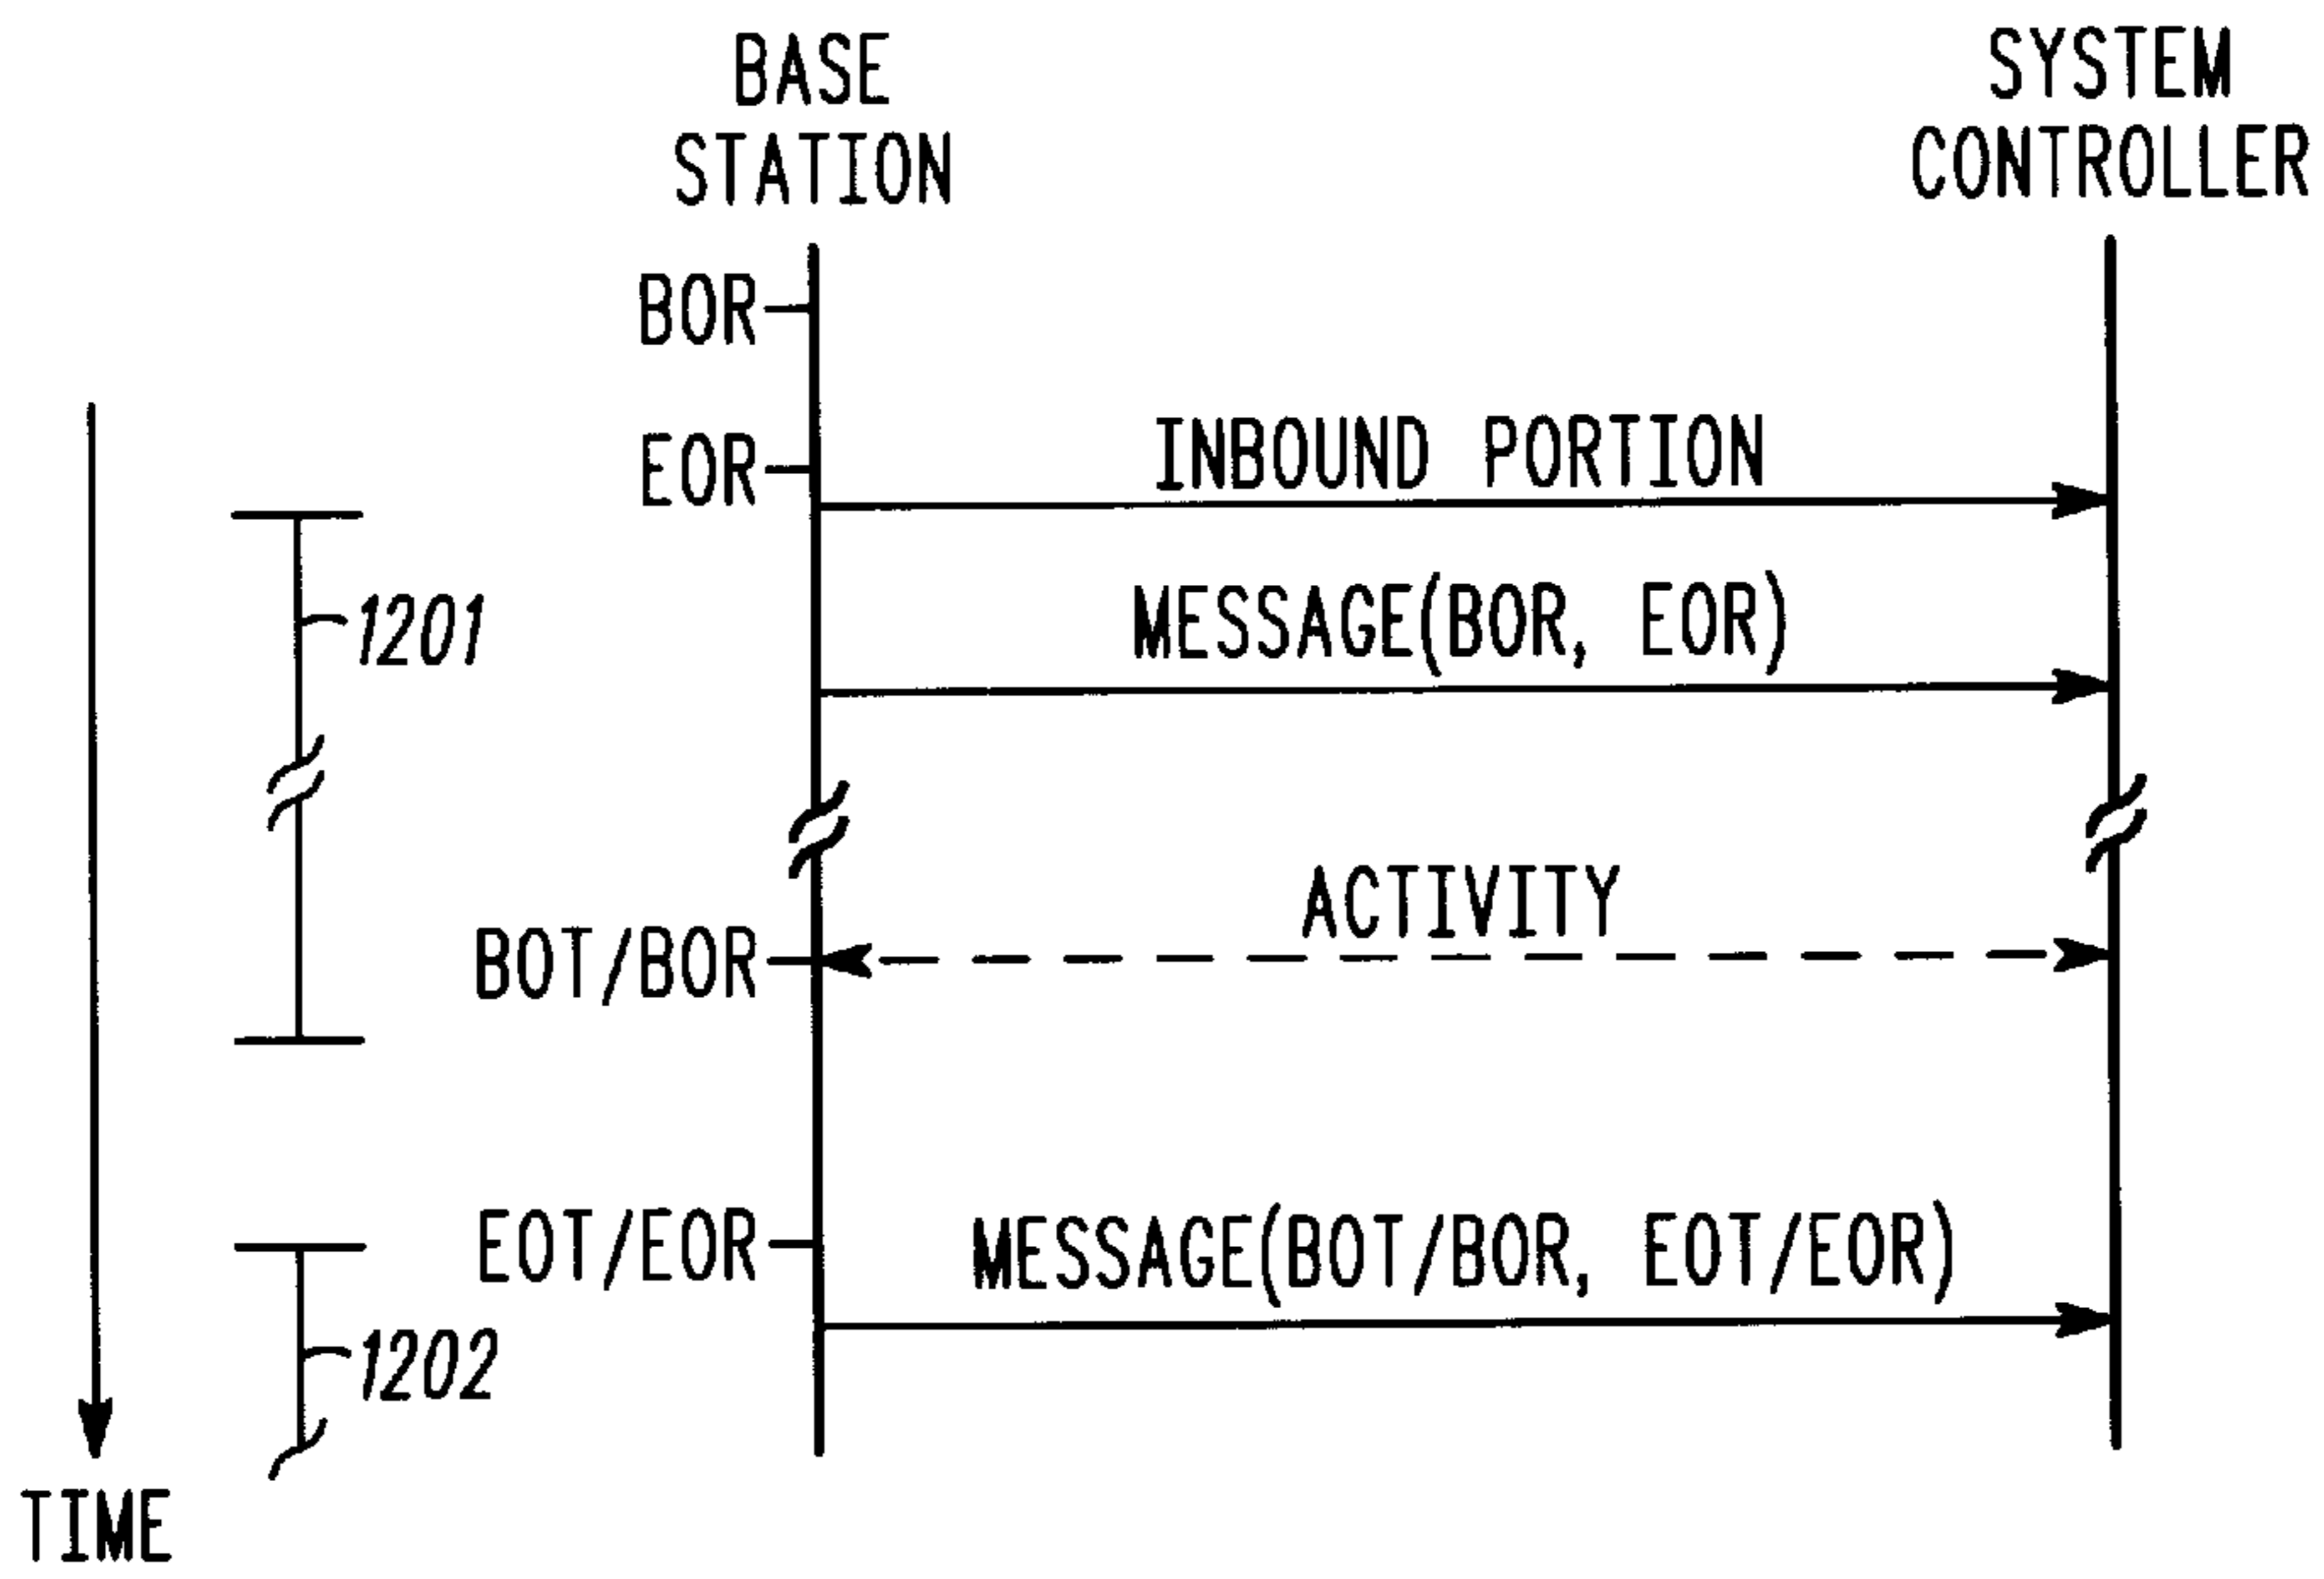 BASE
STATION
SYSTEM
CONTROLLER
BOR
EOR
INBOUND PORTION
1201
MESSAGE(BOR, EOR)
ACTIVITY
BOT/BOR
EOT/EOR
MESSAGE(BOT/BOR, EOT/EOR)
1202
TIME